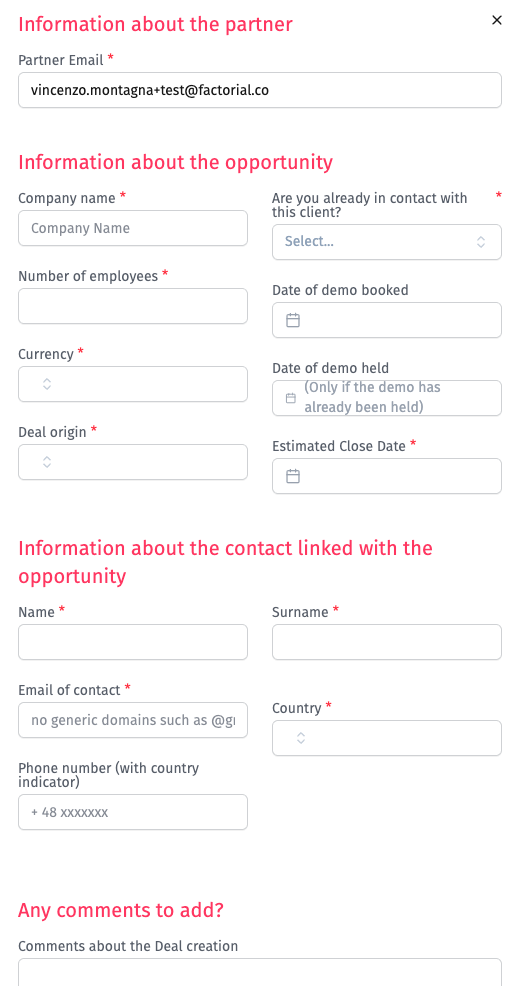 Information about the partner
Partner Email *
vincenzo.montagna+test@factorial.co
Information about the opportunity
Company name *
Company Name
Number of employees *
Currency *
Deal origin *
Are you already in contact with *
this client?
Select...
Date of demo booked
Date of demo held
(Only if the demo has
already been held)
Estimated Close Date *
Information about the contact linked with the
opportunity
Name *
Surname *
Email of contact *
no generic domains such as
Country *
Phone number (with country
indicator)
+ 48 xxxxxxx
Any comments to add?
Comments about the Deal creation